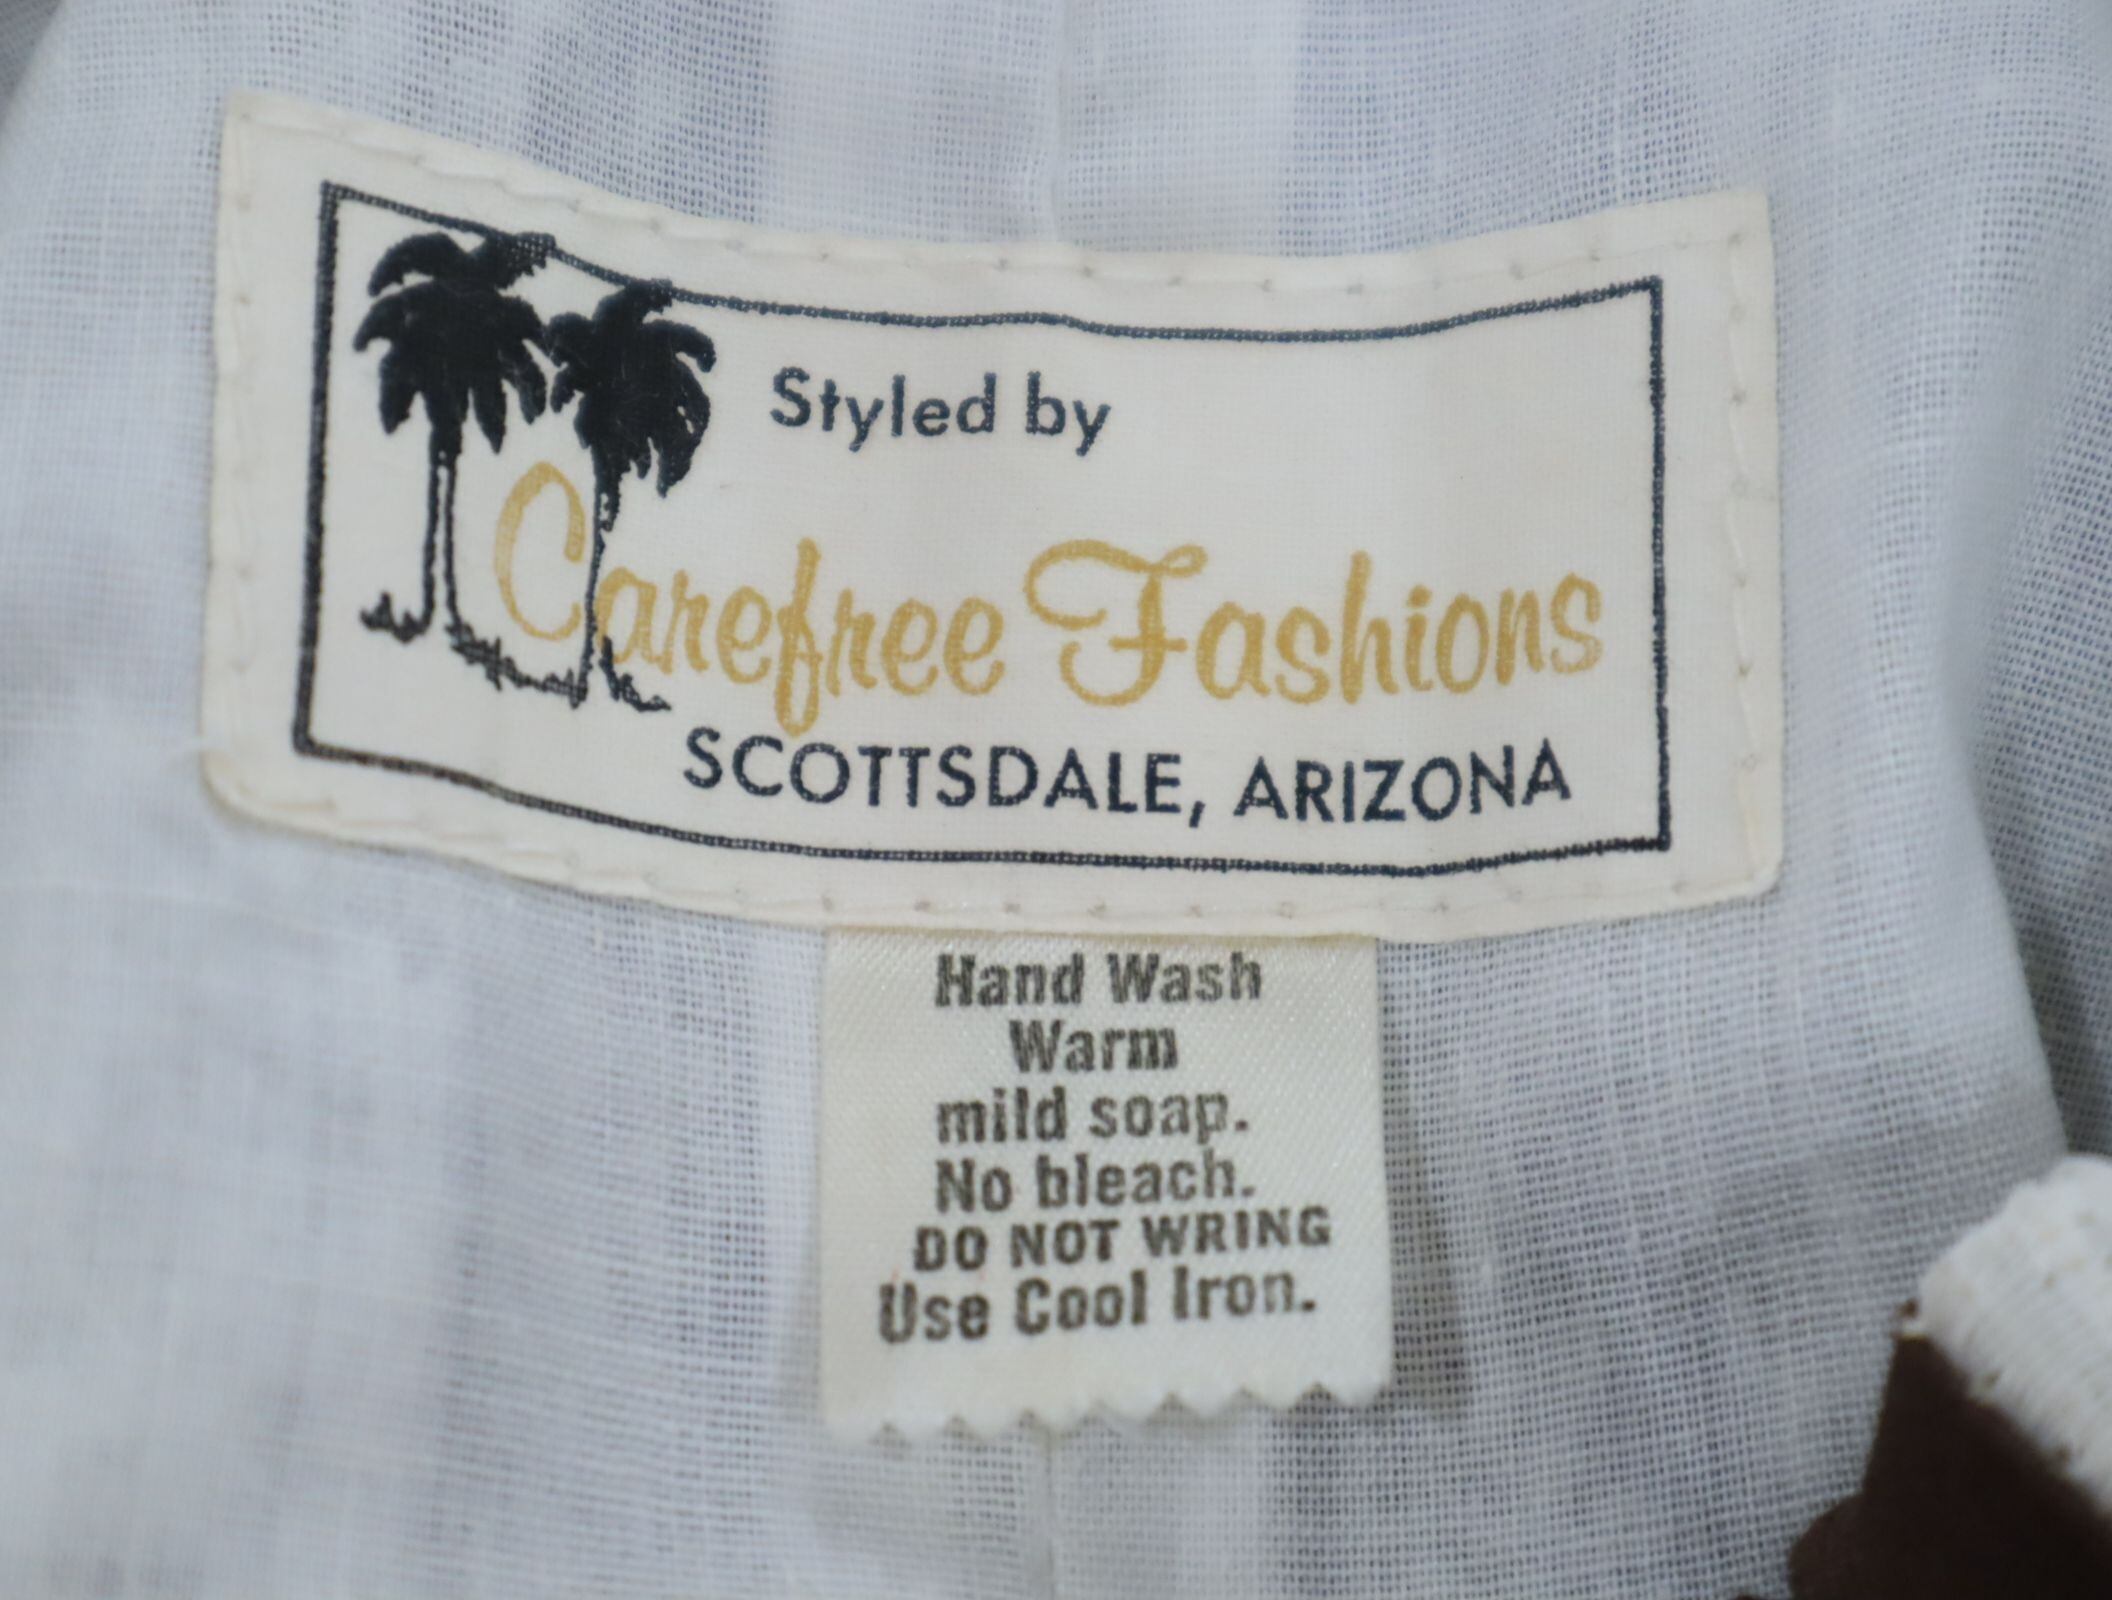 Styled by
Carefree Fashions
SCOTTSDALE, ARIZONA
Hand Wash
Warm
mild soap.
No bleach.
DO NOT WRING
Use Cool Iron.